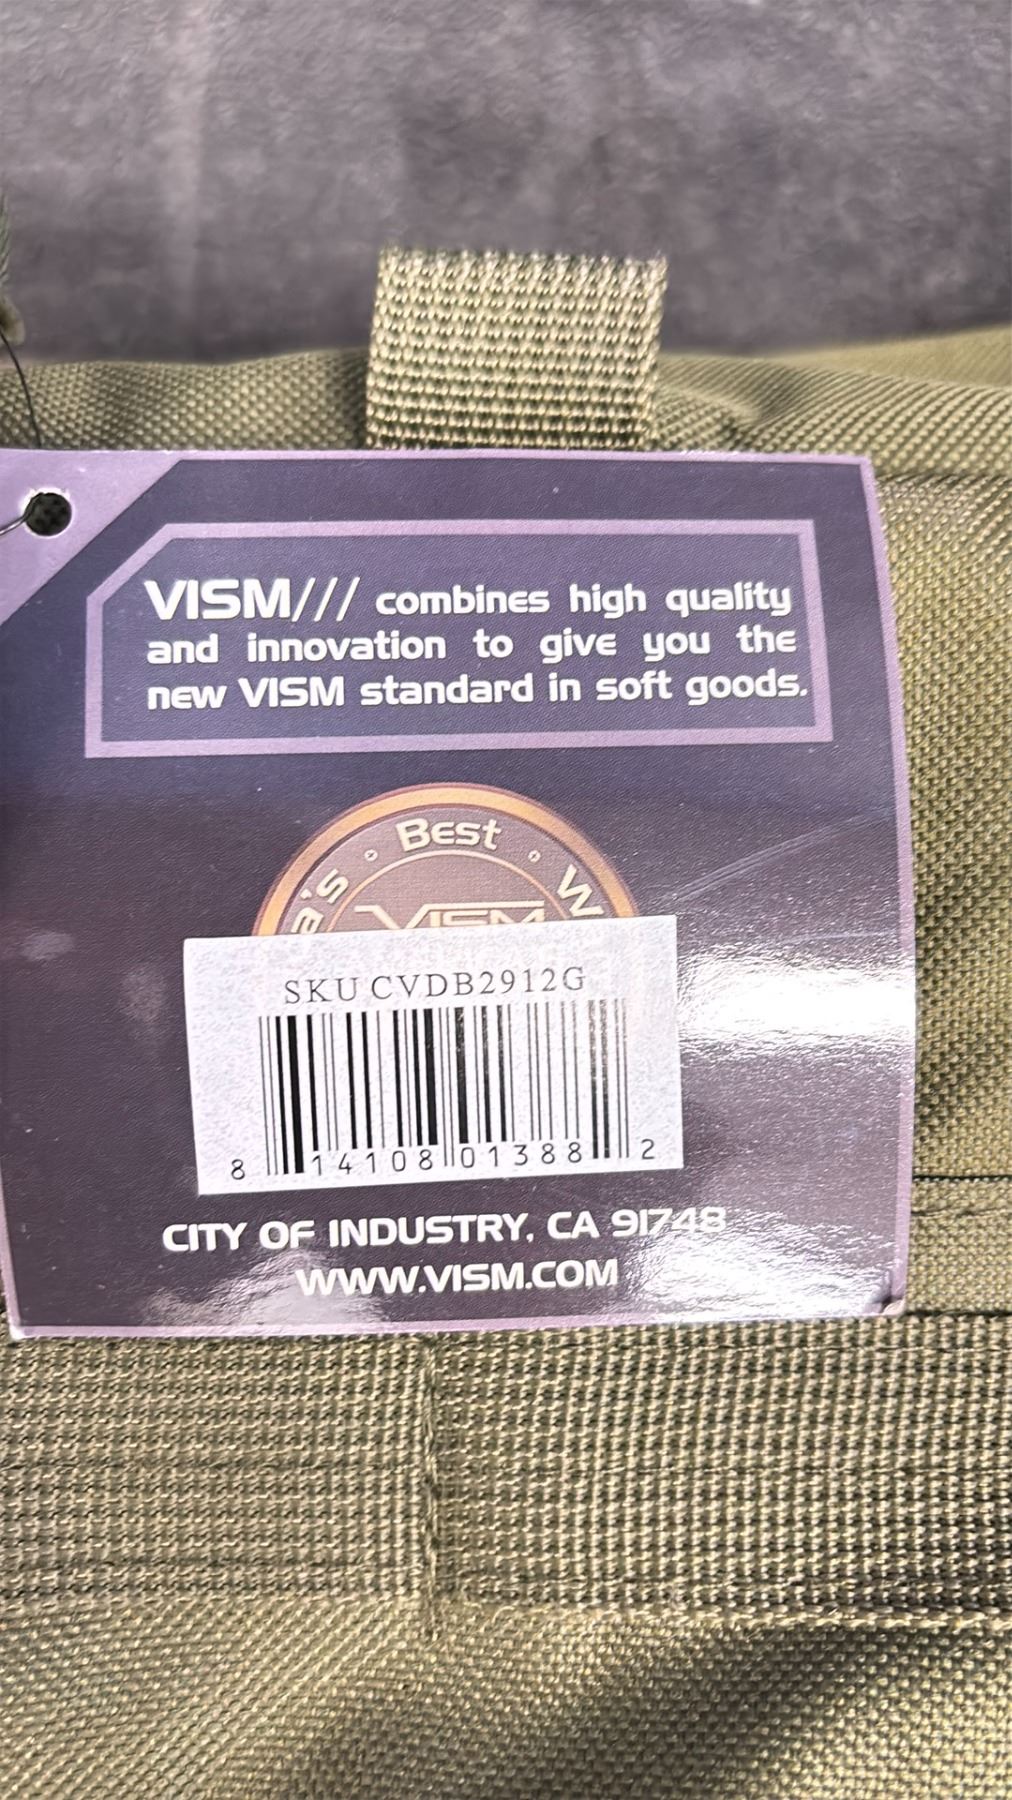 VISM/// combines high quality
and innovation to give you the
new VISM standard in soft goods.
Best
VISM
SKU CVDB2912G
8 14108 01388 2
CITY OF INDUSTRY, CA 91748
WWW.VISM.COM